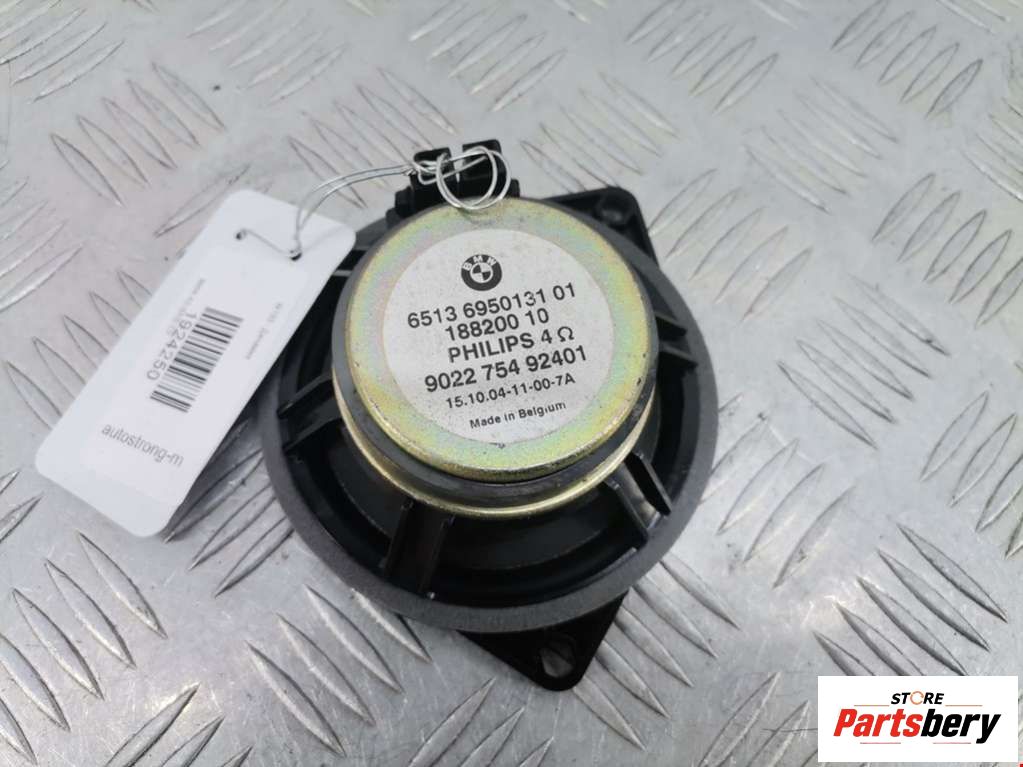 BMW
6513 6950131 01
188200 10
PHILIPS 4 Ω
9022 754 92401
15.10.04-11-00-7A
Made in Belgium
1924250
autostrong-m
STORE
Partsbery